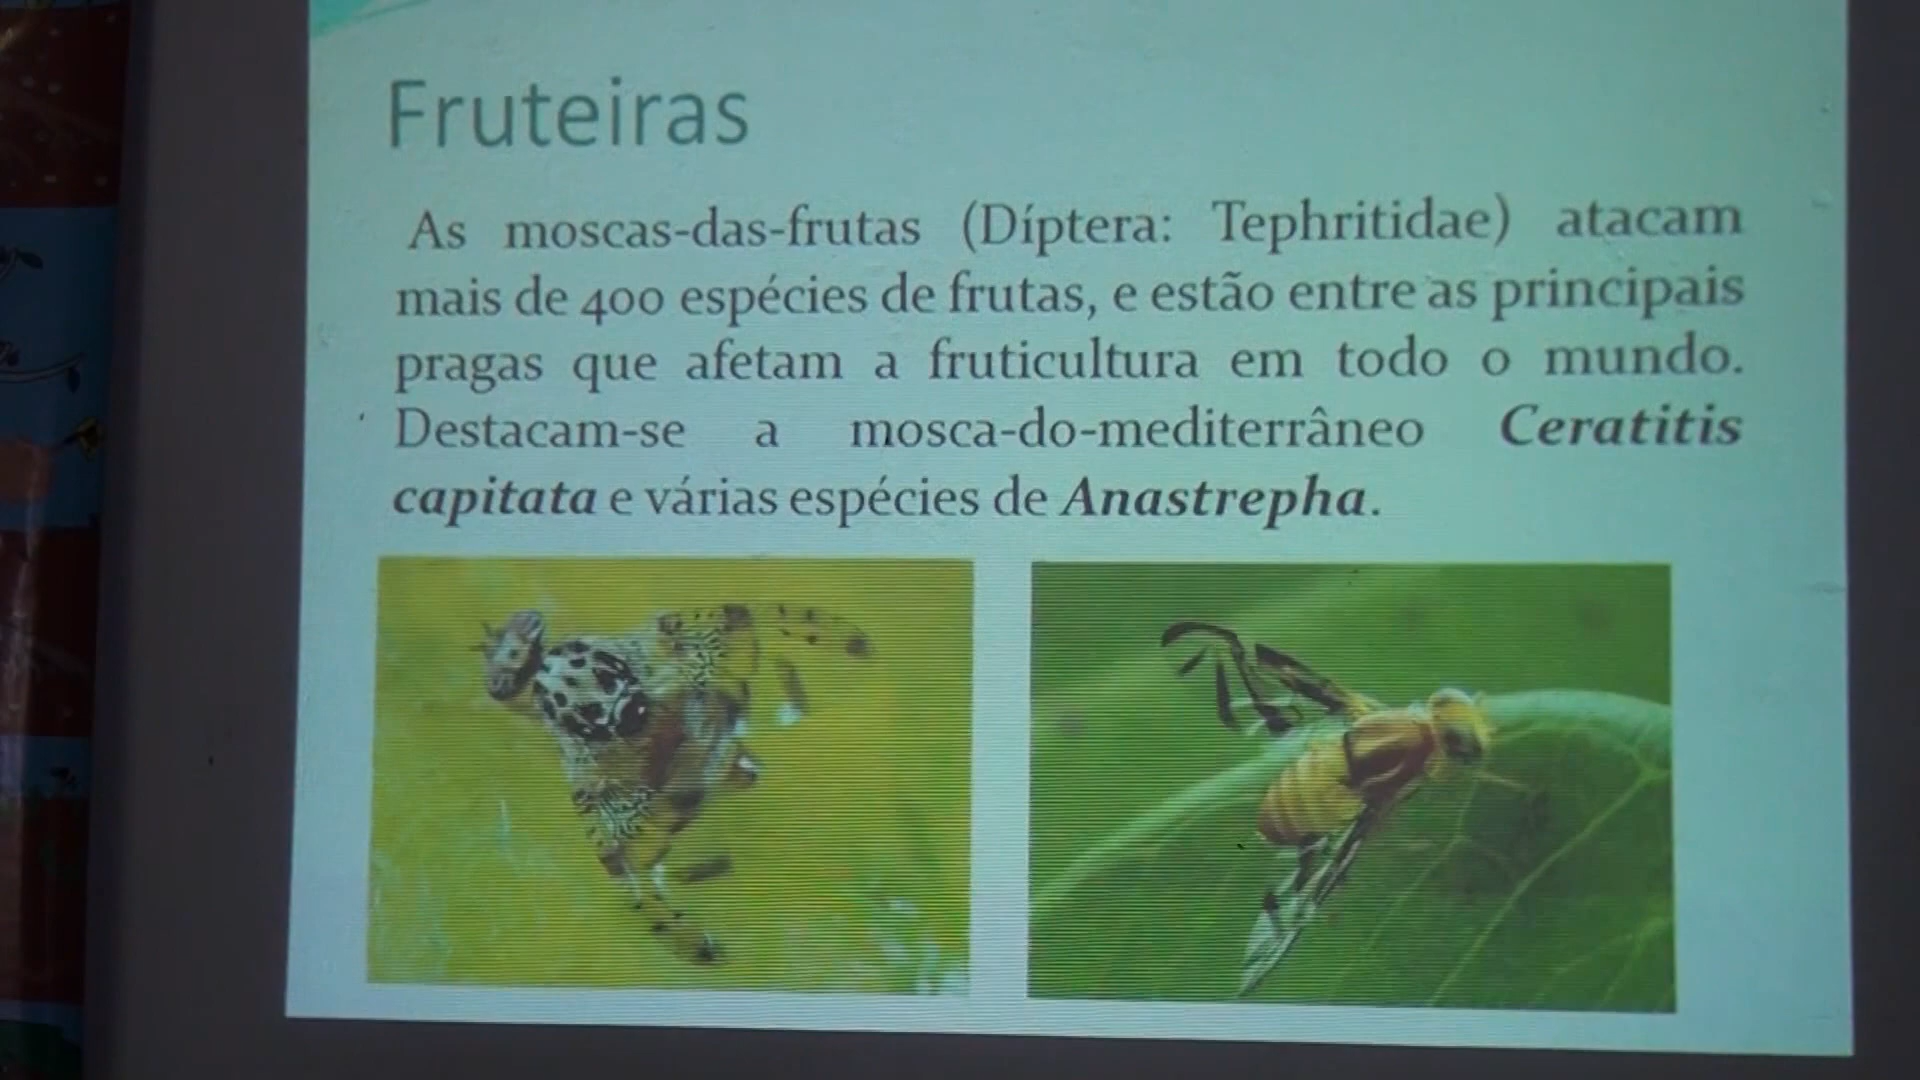 Fruteiras
As moscas-das-frutas (Díptera: Tephritidae) atacam
mais de 400 espécies de frutas, e estão entre as principais
pragas que afetam a fruticultura em todo o mundo.
Destacam-se a mosca-do-mediterrâneo Ceratitis
capitata e várias espécies de Anastrepha.